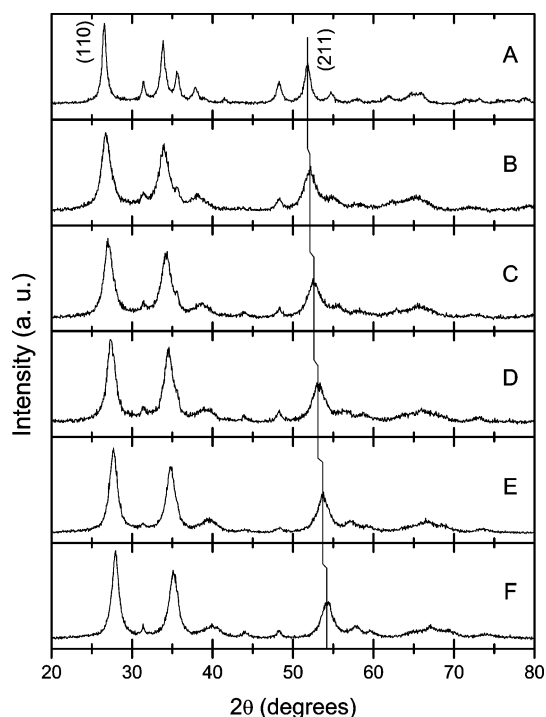 (110)
(211)
A
B
C
D
E
F
Intensity (a. u.)
20 30 40 50 60 70 80
2θ (degrees)